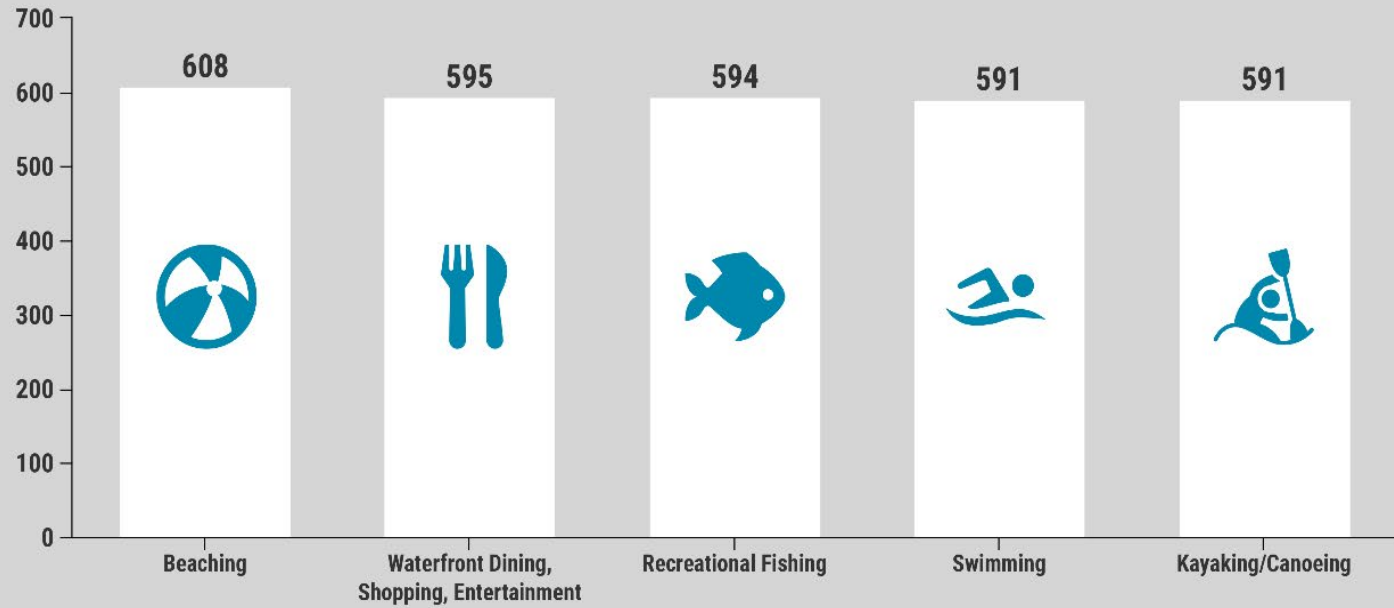 700
600
500
400
300
200
100
0
608
595
594
591
591
Beaching
Waterfront Dining,
Shopping, Entertainment
Recreational Fishing
Swimming
Kayaking/Canoeing